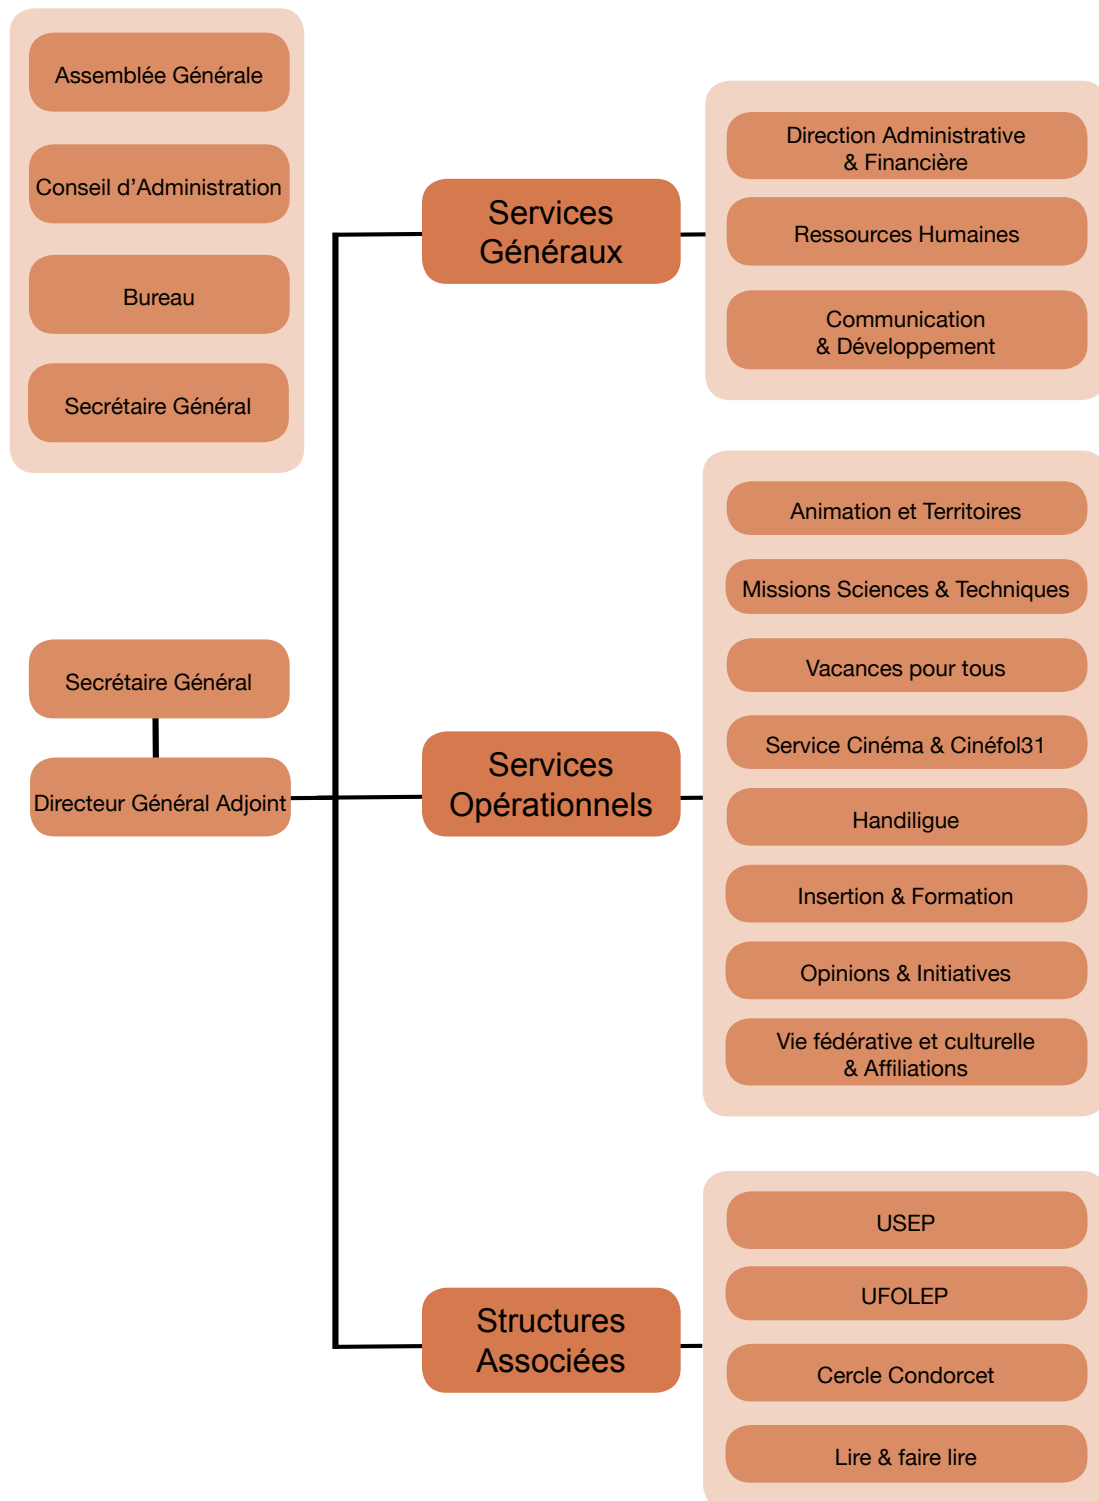 Assemblée Générale
Conseil d’Administration
Bureau
Secrétaire Général
Secrétaire Général
Directeur Général Adjoint
Services
Généraux
Direction Administrative
& Financière
Ressources Humaines
Communication
& Développement
Services
Opérationnels
Animation et Territoires
Missions Sciences & Techniques
Vacances pour tous
Service Cinéma & Cinéfol31
Handiligue
Insertion & Formation
Opinions & Initiatives
Vie fédérative et culturelle
& Affiliations
Structures
Associées
USEP
UFOLEP
Cercle Condorcet
Lire & faire lire